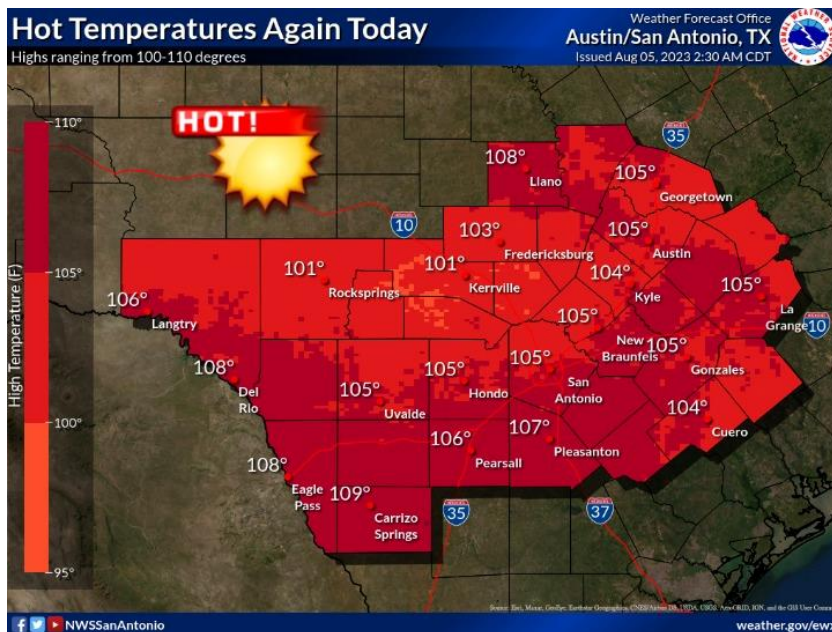 Hot Temperatures Again Today
Highs ranging from 100-110 degrees
Weather Forecast Office
Austin/San Antonio, TX
Issued Aug 05, 2023 2:30 AM CDT
HOT!
High Temperature (F)
110°
105°
100°
95°
35
108°
Llano
105°
Georgetown
10
103°
Fredericksburg
105°
Austin
101°
Rocksprings
101°
Kerrville
104°
Kyle
105°
La
Grange
10
106°
Langtry
105°
New
Braunfels
105°
Gonzales
108°
Del
Rio
105°
Uvalde
105°
Hondo
105°
San
Antonio
104°
Cuero
106°
Pearsall
107°
Pleasanton
108°
Eagle
Pass
109°
Carrizo
Springs
35
37
NWSSanAntonio
weather.gov/ewx